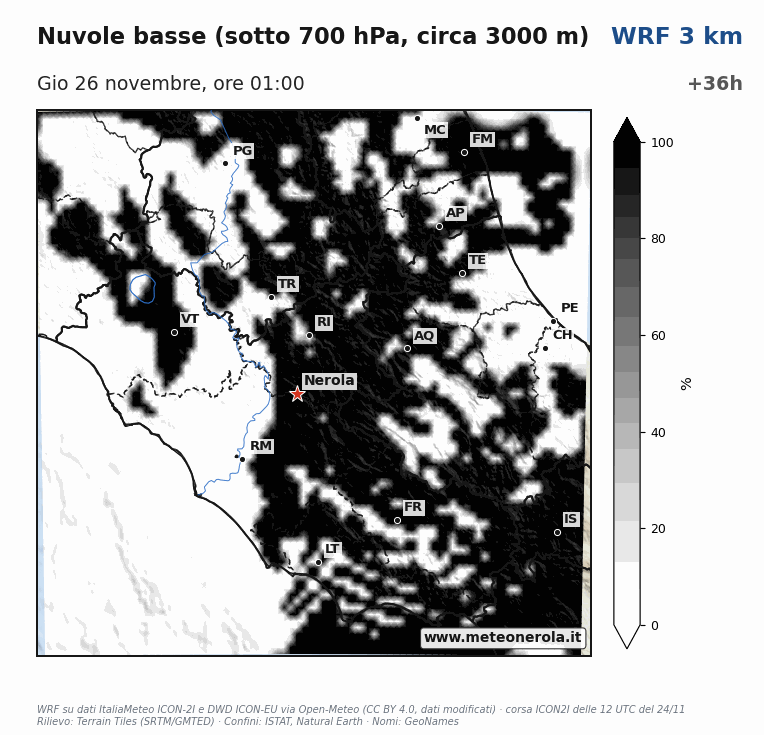 Nuvole basse (sotto 700 hPa, circa 3000 m) WRF 3 km
Gio 26 novembre, ore 01:00 +36h
MC
FM
PG
AP
TE
TR
PE
VT
RI
AQ
CH
Nerola
RM
FR
IS
LT
www.meteonerola.it
100
80
60
40
20
0
%
WRF su dati ItaliaMeteo ICON-2I e DWD ICON-EU via Open-Meteo (CC BY 4.0, dati modificati) · corsa ICON2I delle 12 UTC del 24/11
Rilievo: Terrain Tiles (SRTM/GMTED) · Confini: ISTAT, Natural Earth · Nomi: GeoNames